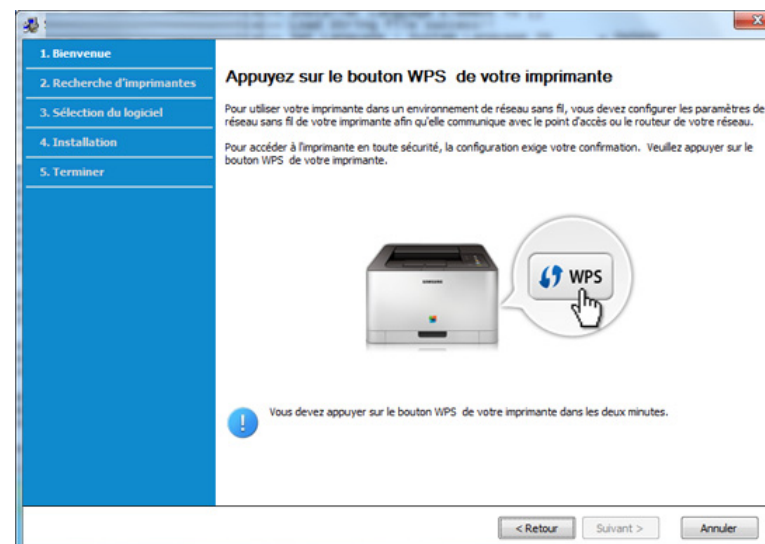 1. Bienvenue
2. Recherche d'imprimantes
3. Sélection du logiciel
4. Installation
5. Terminer
Appuyez sur le bouton WPS de votre imprimante
Pour utiliser votre imprimante dans un environnement de réseau sans fil, vous devez configurer les paramètres de
réseau sans fil de votre imprimante afin qu'elle communique avec le point d'accès ou le routeur de votre réseau.
Pour accéder à l'imprimante en toute sécurité, la configuration exige votre confirmation. Veuillez appuyer sur le
bouton WPS de votre imprimante.
SAMSUNG
WPS
Vous devez appuyer sur le bouton WPS de votre imprimante dans les deux minutes.
< Retour
Suivant >
Annuler